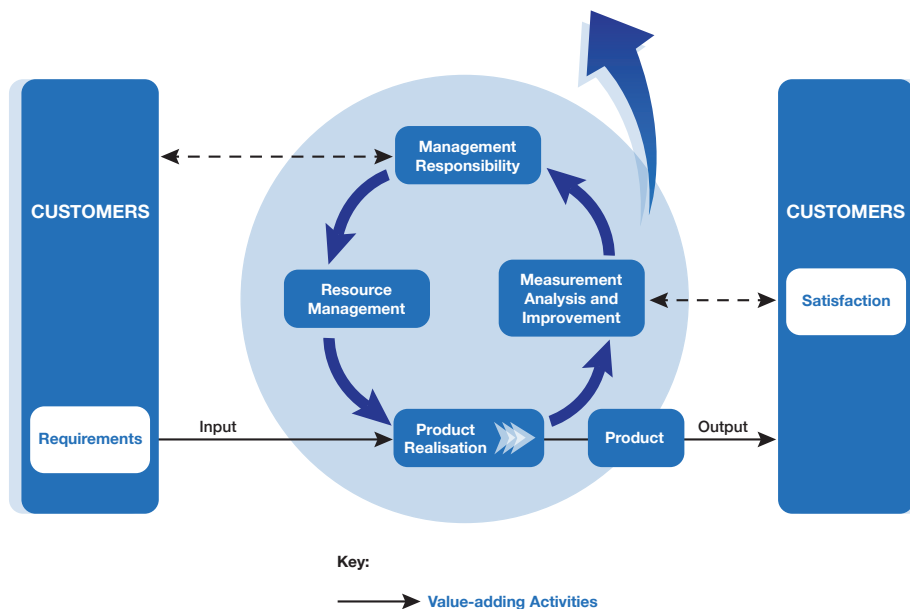 Management
Responsibility
CUSTOMERS
CUSTOMERS
Resource
Management
Measurement
Analysis and
Improvement
Satisfaction
Requirements
Input
Product
Realisation
Product
Output
Key:
Value-adding Activities